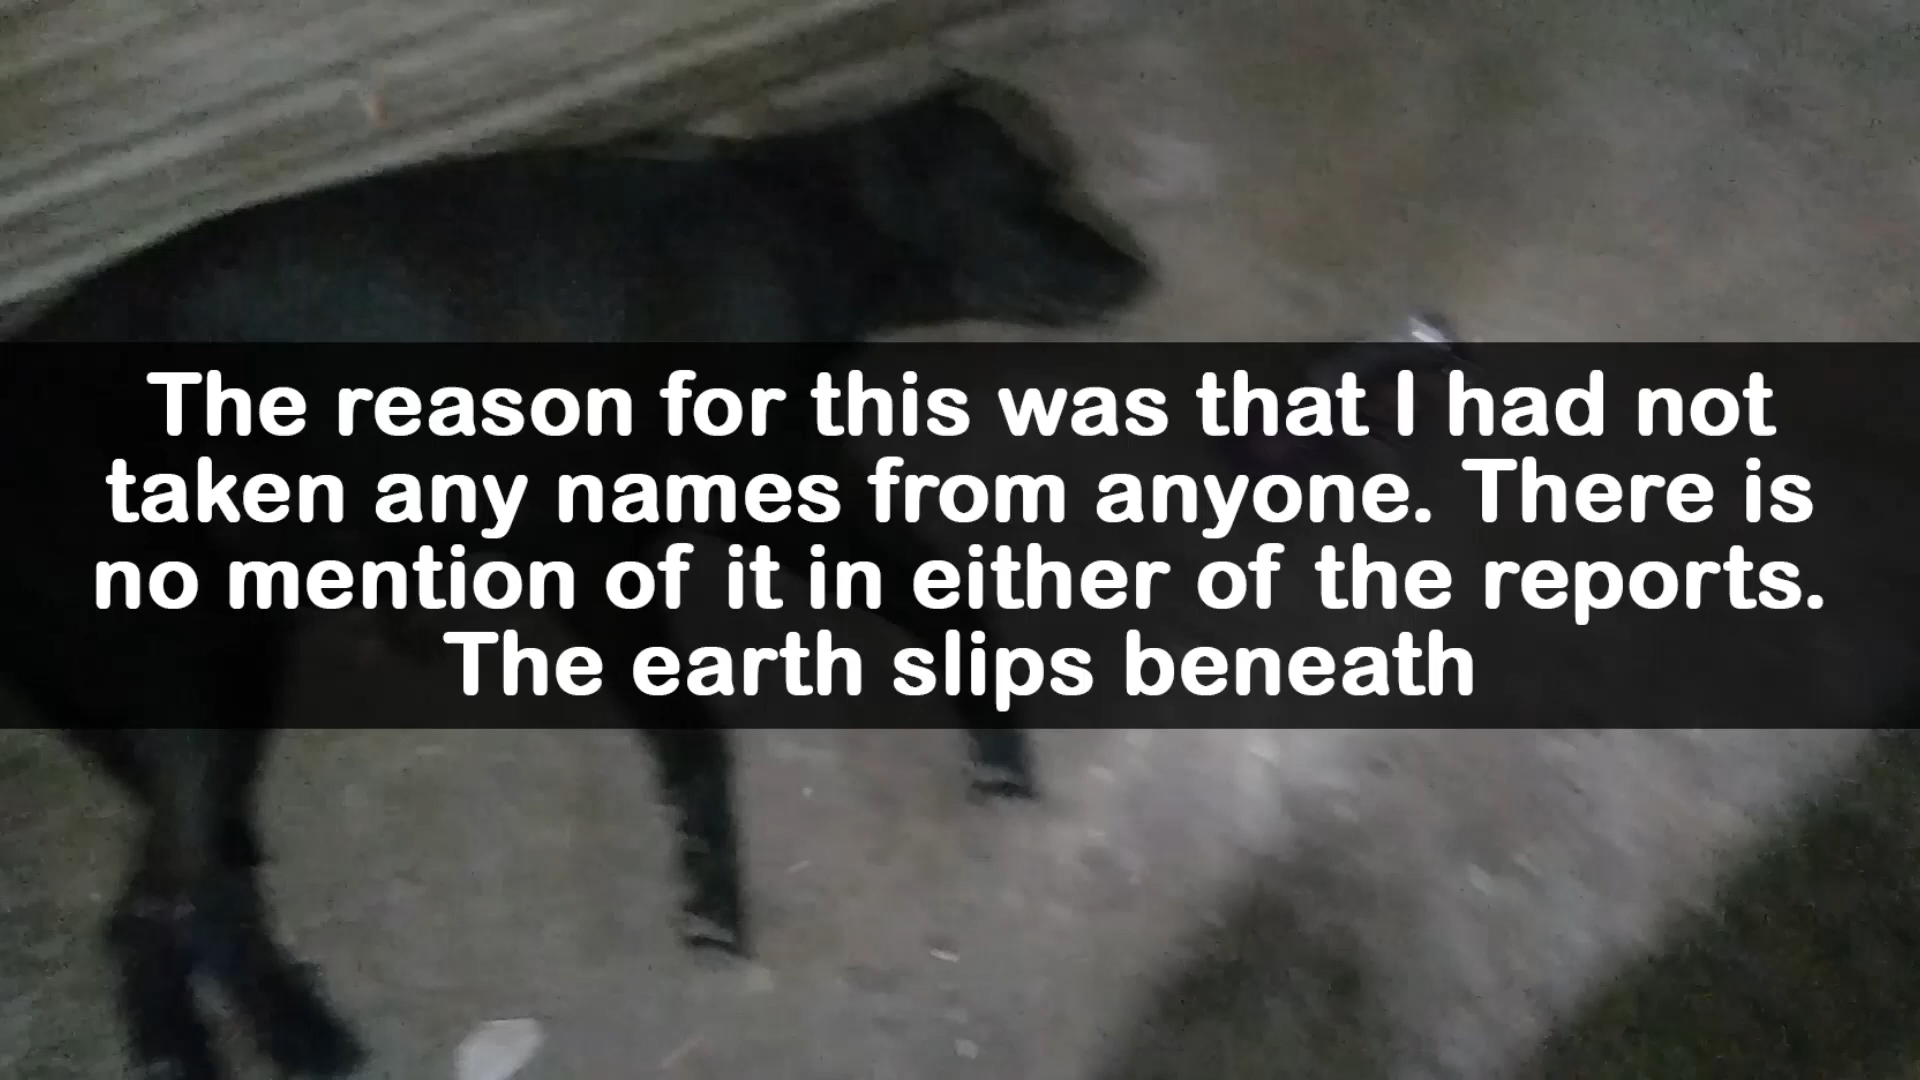 The reason for this was that I had not
taken any names from anyone. There is
no mention of it in either of the reports.
The earth slips beneath